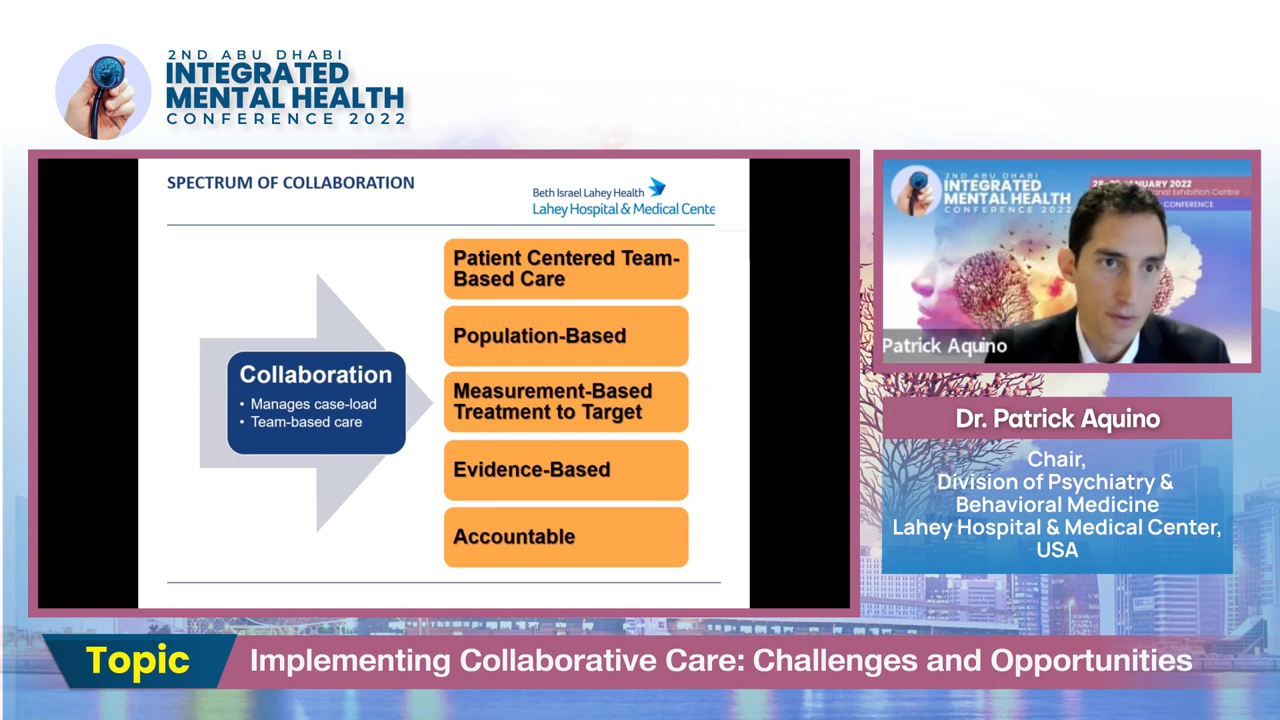 2ND ABU DHABI
INTEGRATED
MENTAL HEALTH
CONFERENCE 2022
SPECTRUM OF COLLABORATION
Beth Israel Lahey Health
Lahey Hospital & Medical Cente
Collaboration
• Manages case-load
• Team-based care
Patient Centered Team-
Based Care
Population-Based
Measurement-Based
Treatment to Target
Evidence-Based
Accountable
2ND ABU DHABI
INTEGRATED
MENTAL HEALTH
CONFERENCE 2022
JANUARY 2022
CONFERENCE
Patrick Aquino
Dr. Patrick Aquino
Chair,
Division of Psychiatry &
Behavioral Medicine
Lahey Hospital & Medical Center,
USA
Topic
Implementing Collaborative Care: Challenges and Opportunities